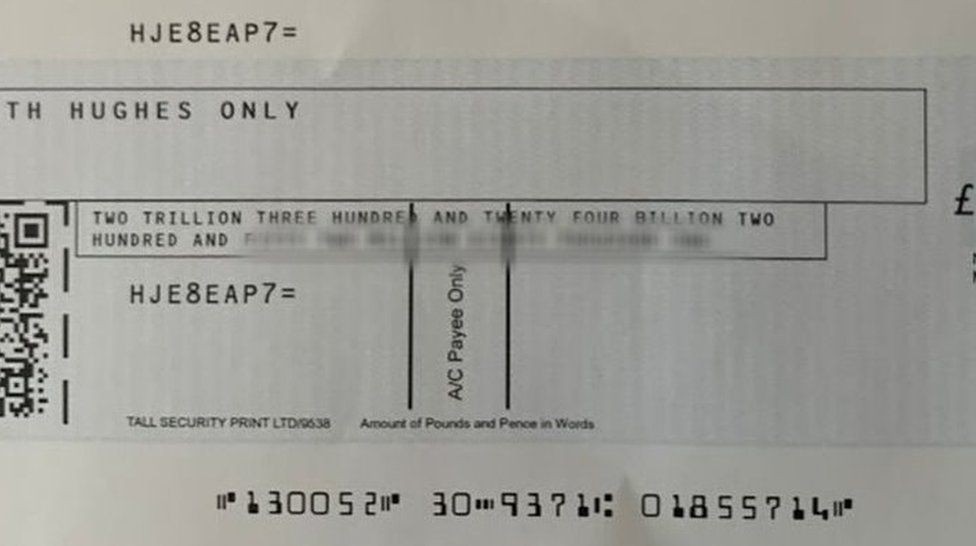 HJE8EAP7=
TH HUGHES ONLY
£
TWO TRILLION THREE HUNDRED AND TWENTY FOUR BILLION TWO
HUNDRED AND
HJE8EAP7=
A/C Payee Only
TALL SECURITY PRINT LTD/9538 Amount of Pounds and Pence in Words
⑈130052⑈ 30⑉9371⑆ 01855714⑈